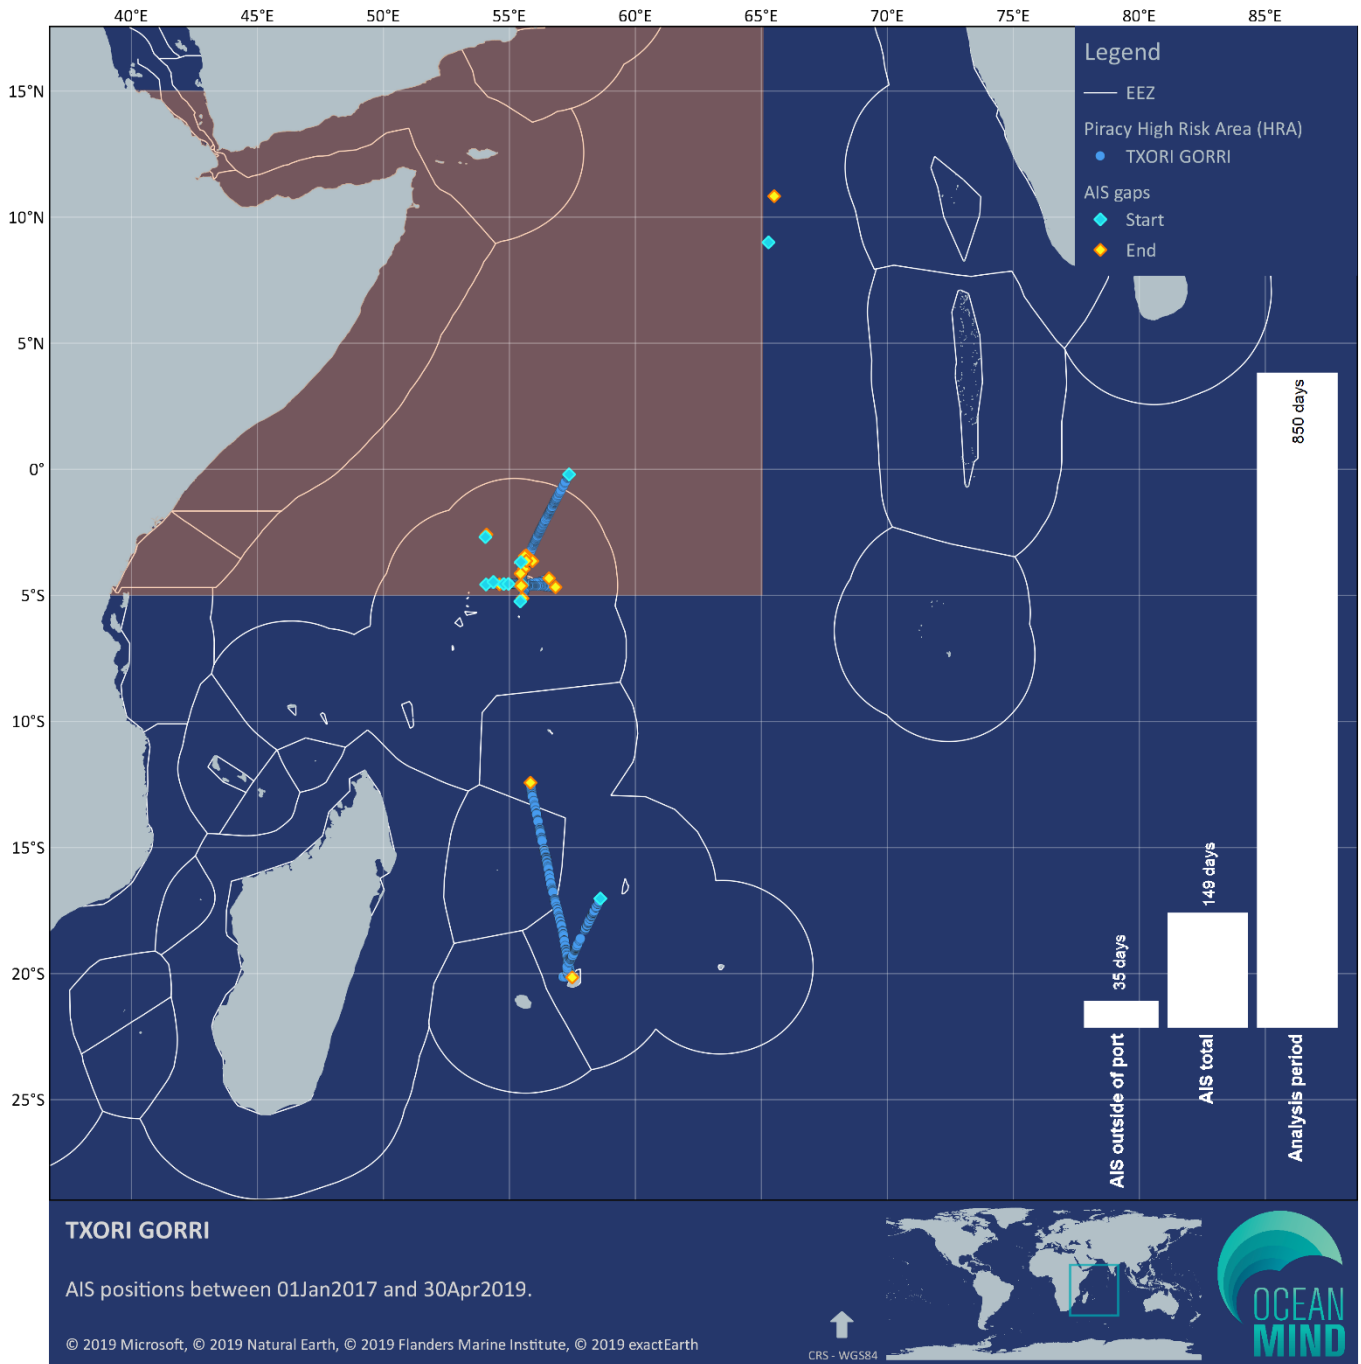 40°E 45°E 50°E 55°E 60°E 65°E 70°E 75°E 80°E 85°E
Legend
EEZ
Piracy High Risk Area (HRA)
TXORI GORRI
AIS gaps
Start
End
15°N
10°N
5°N
0°
5°S
10°S
15°S
20°S
25°S
850 days
149 days
35 days
AIS outside of port
AIS total
Analysis period
TXORI GORRI
AIS positions between 01Jan2017 and 30Apr2019.
© 2019 Microsoft, © 2019 Natural Earth, © 2019 Flanders Marine Institute, © 2019 exactEarth
CRS - WGS84
OCEAN
MIND